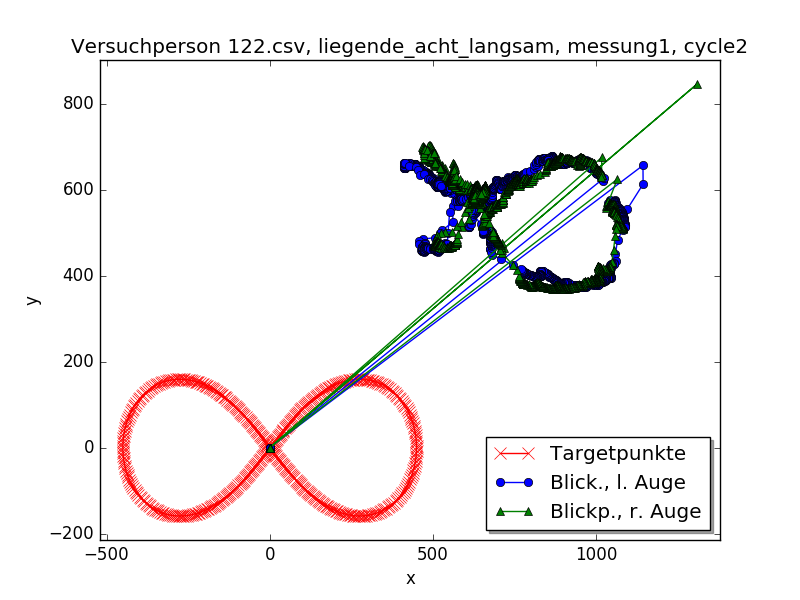 Versuchperson 122.csv, liegende_acht_langsam, messung1, cycle2
800
600
400
200
0
−200
y
−500
0
500
1000
x
Targetpunkte
Blick., l. Auge
Blickp., r. Auge